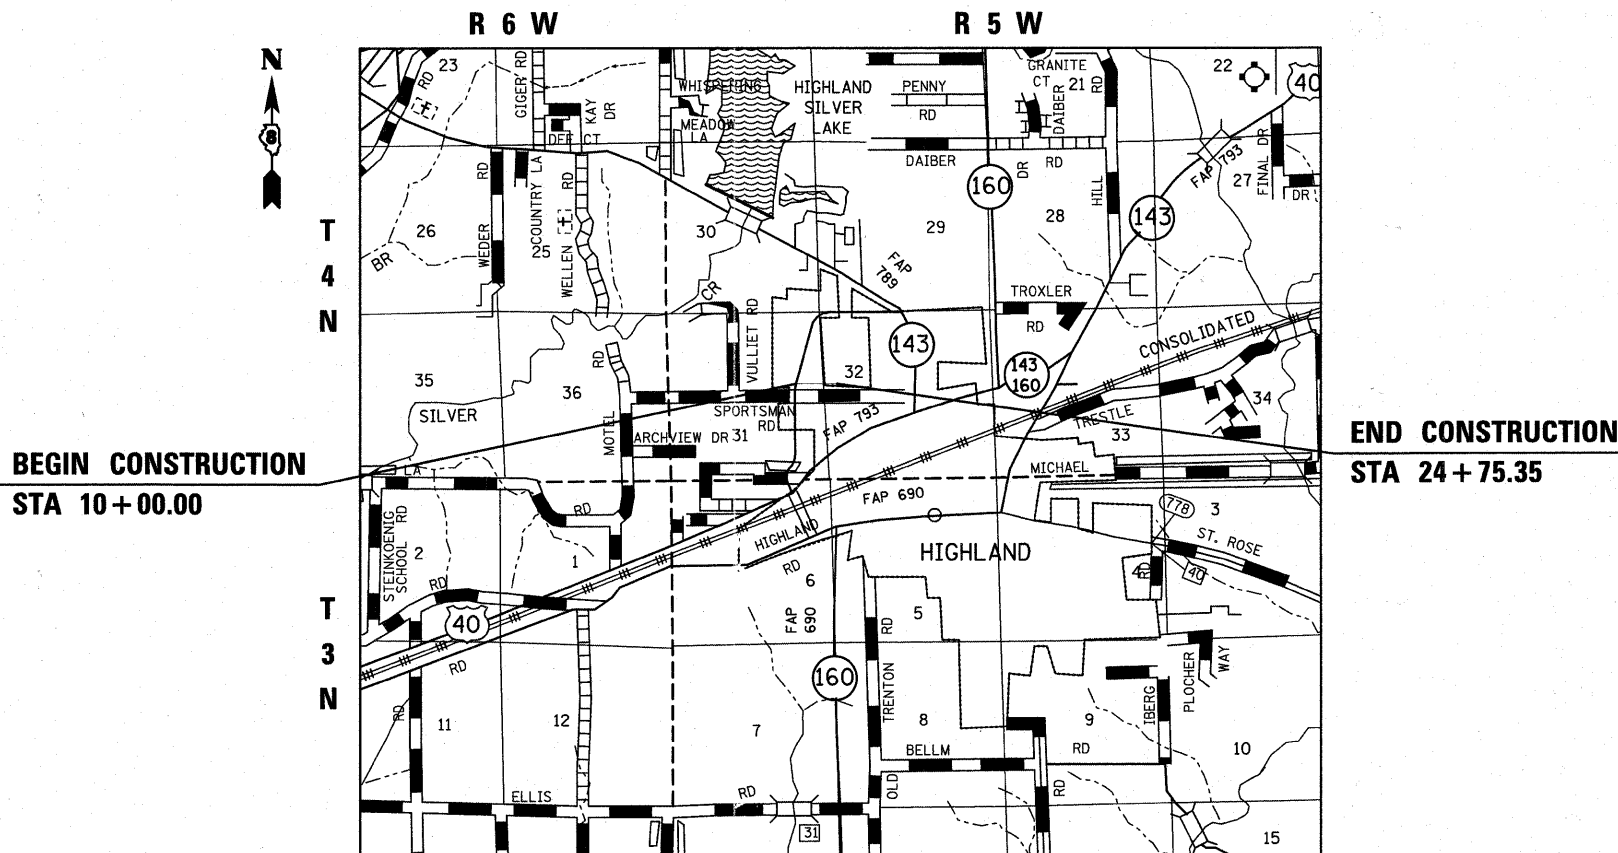 R 6 W
R 5 W
N
8
T
4
N
T
3
N
BEGIN CONSTRUCTION
STA 10+00.00
END CONSTRUCTION
STA 24+75.35
23
RD
GIGER RD
KAY DR
DEE CT
WHISPERING
MEADOW
LA
HIGHLAND
SILVER
LAKE
PENNY
RD
GRANITE
CT
21
RD
DAIBER
22
40
DAIBER
DR
RD
FAP 793
27
FINAL DR
DR
160
143
HILL
26
BR
WEDER
RD
COUNTRY LA
25
WELLEN
RD
30
29
28
FAP
789
CR
TROXLER
RD
VULLIET RD
143
143
160
CONSOLIDATED
35
36
RD
32
34
SILVER
MOTEL
SPORTSMAN
RD
ARCHVIEW DR
31
FAP 793
TRESTLE
33
LA
MICHAEL
FAP 690
RD
778
3
STEINKOENIG
SCHOOL RD
2
1
HIGHLAND
RD
HIGHLAND
ST. ROSE
4
RD
40
RD
6
40
RD
FAP
690
5
RD
160
TRENTON
PLOCHER
WAY
IBERG
RD
11
12
7
8
9
10
BELLM
RD
ELLIS
RD
OLD
RD
31
15